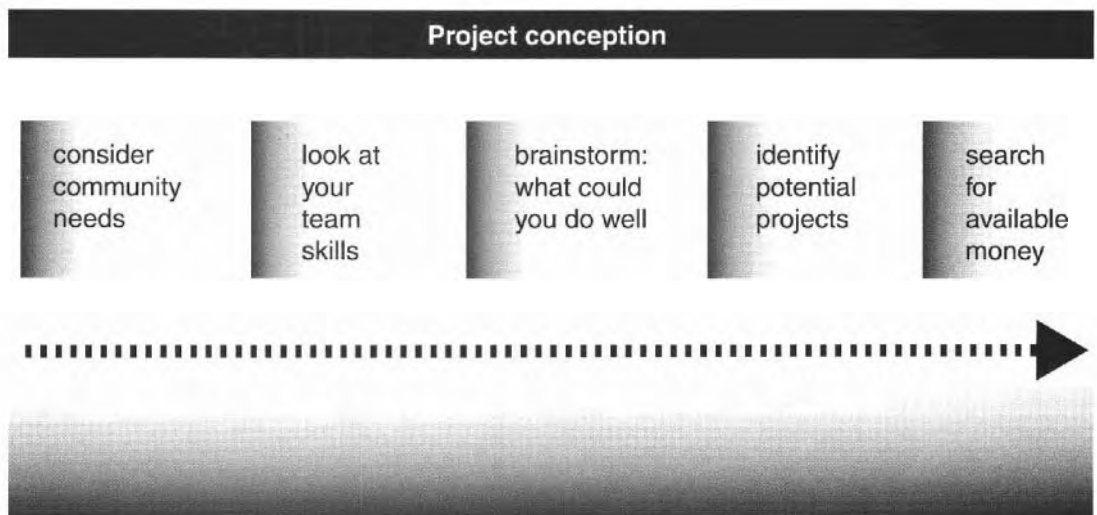 Project conception
consider
community
needs
look at
your
team
skills
brainstorm:
what could
you do well
identify
potential
projects
search
for
available
money